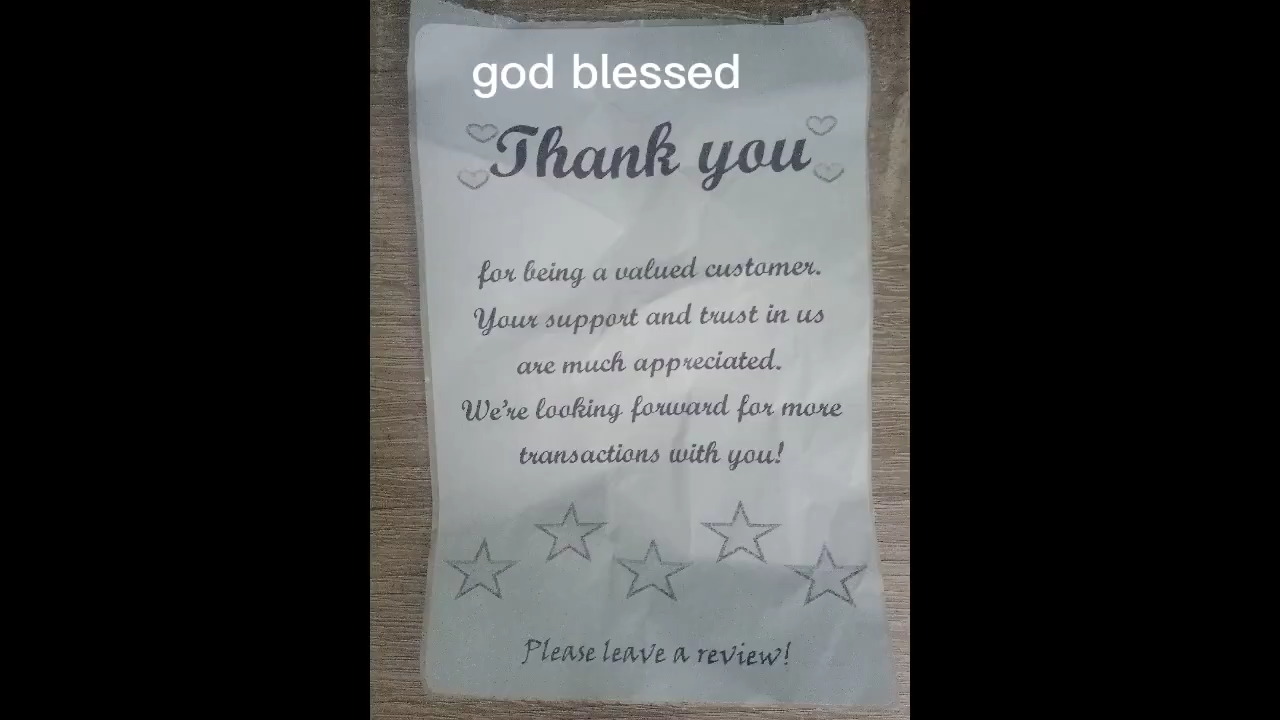 god blessed
Thank you
for being a valued customer.
Your support and trust in us
are much appreciated.
We're looking forward for more
transactions with you!
Please leave a review!